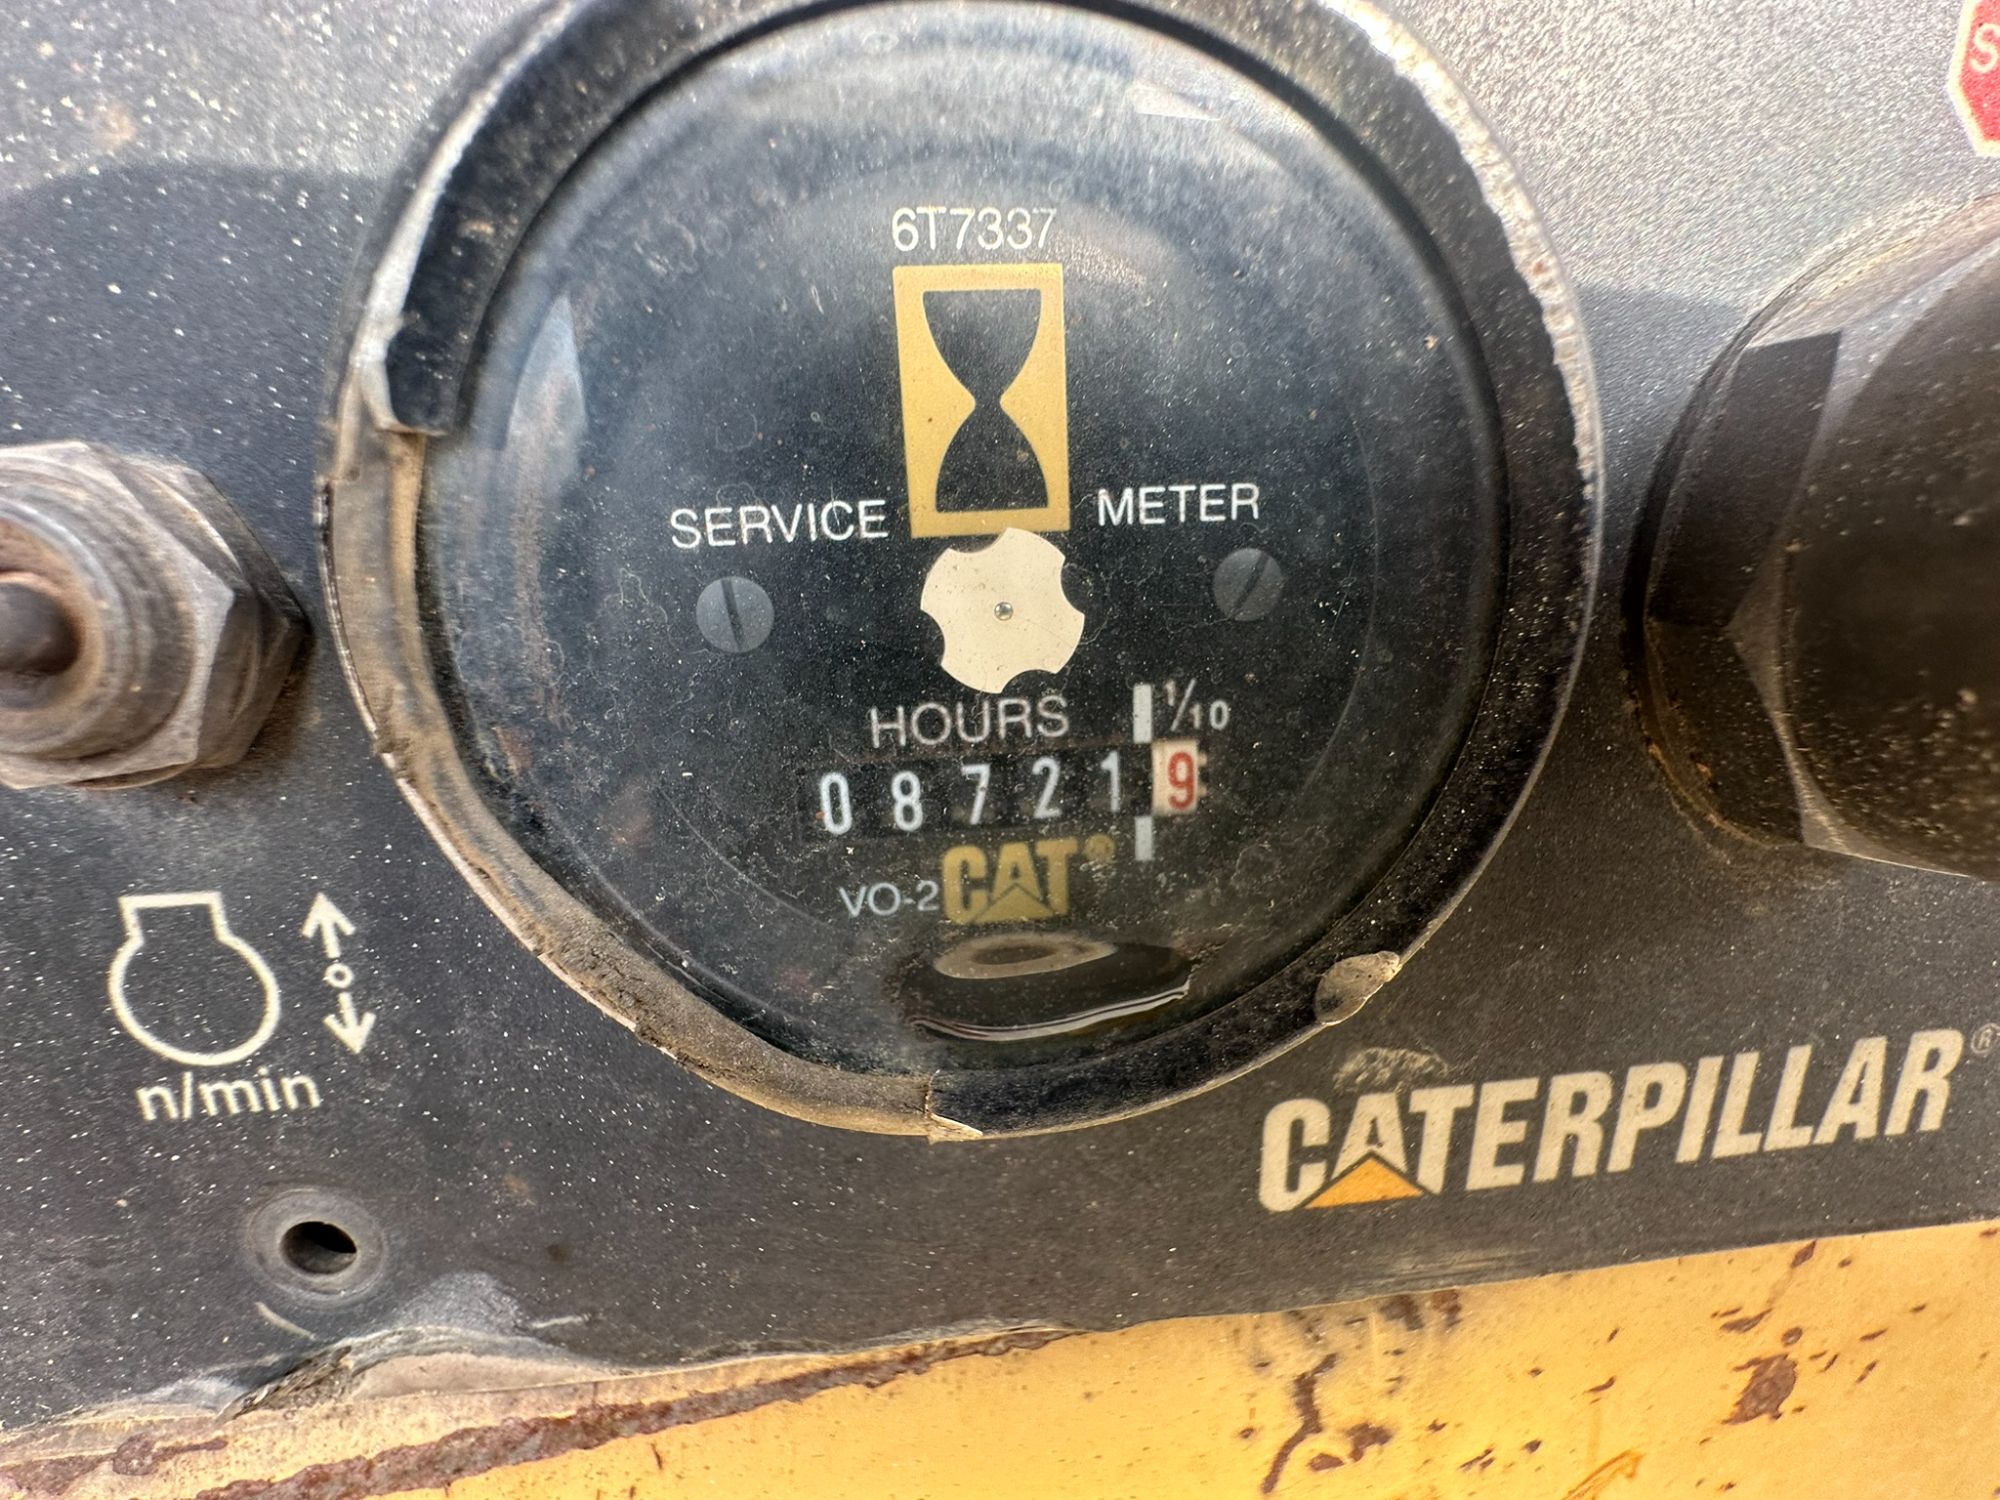 6T7337
SERVICE METER
HOURS 1/10
087219
VO-2 CAT®
n/min
CATERPILLAR®